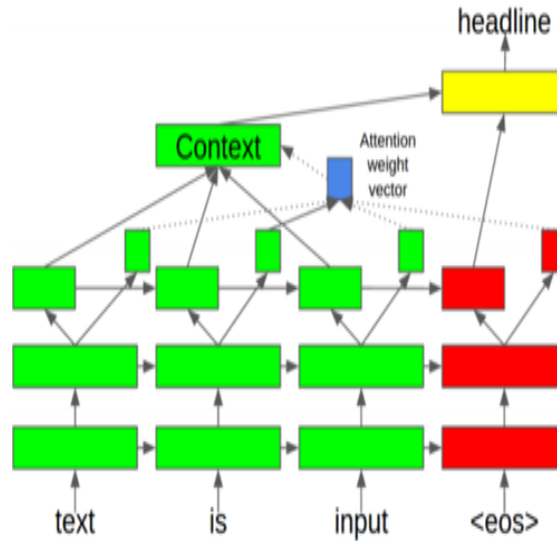 headline
Context
Attention
weight
vector
text is input <eos>